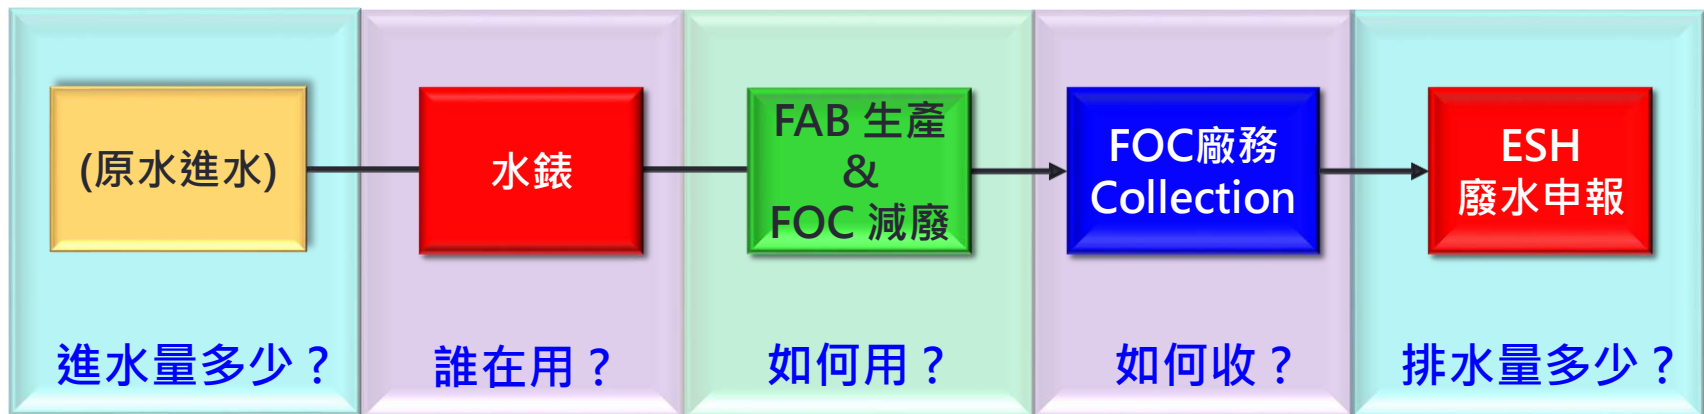 (原水進水)
水錶
FAB 生產
&
FOC 減廢
FOC廠務
Collection
ESH
廢水申報
進水量多少？
誰在用？
如何用？
如何收？
排水量多少？